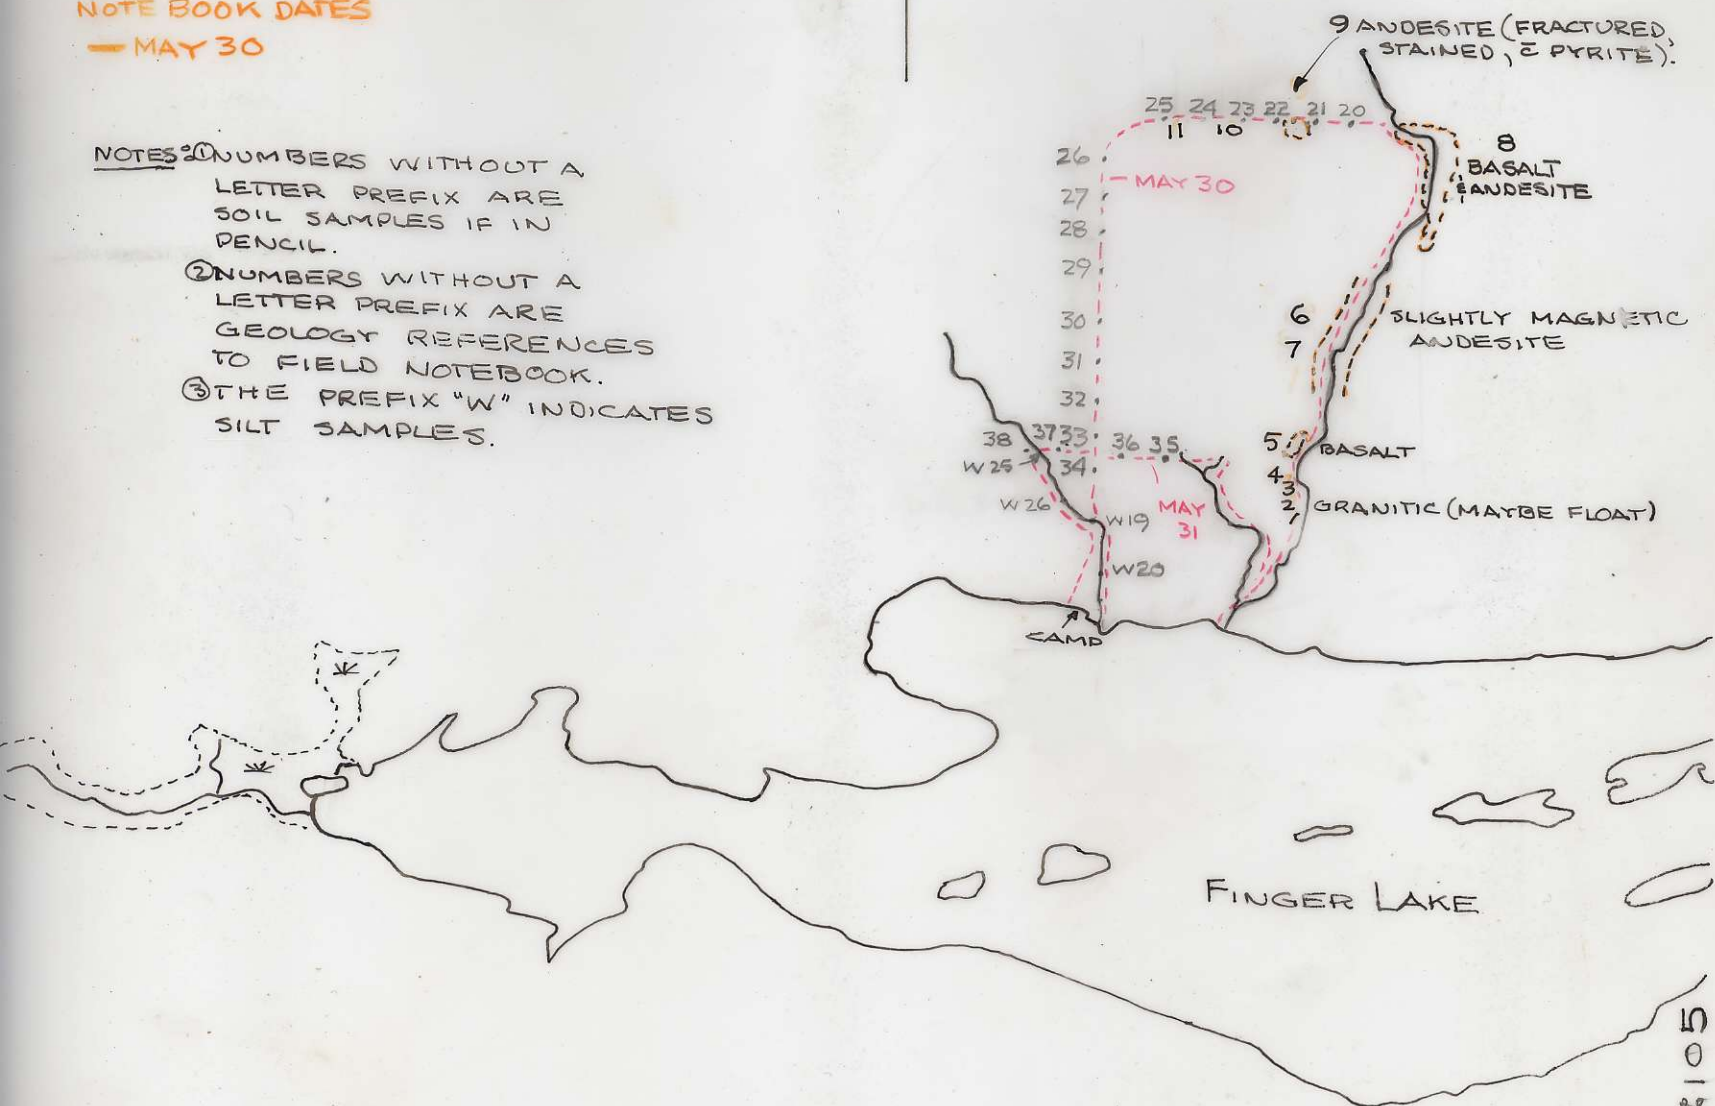 NOTE BOOK DATES
— MAY 30
NOTES: ① NUMBERS WITHOUT A
LETTER PREFIX ARE
SOIL SAMPLES IF IN
PENCIL.
② NUMBERS WITHOUT A
LETTER PREFIX ARE
GEOLOGY REFERENCES
TO FIELD NOTEBOOK.
③ THE PREFIX "W" INDICATES
SILT SAMPLES.
9 ANDESITE (FRACTURED,
STAINED, c̄ PYRITE).
25 24 23 22 21 20
11 10
8
BASALT
& ANDESITE
26
MAY 30
27
28
29
30
31
32
6
7
SLIGHTLY MAGNETIC
ANDESITE
38 37 33 36 35
W25 34
5 BASALT
4
3
2 GRANITIC (MAYBE FLOAT)
W26
W19
MAY
31
W20
CAMP
FINGER LAKE
105